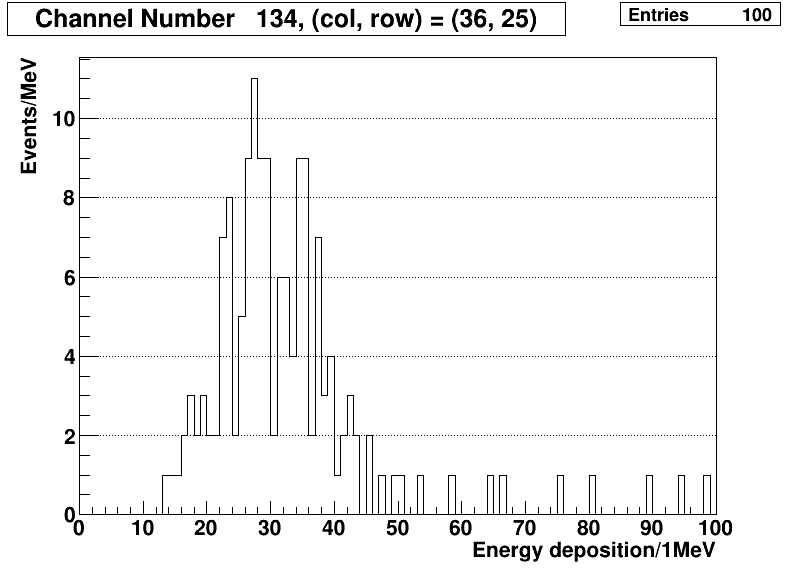 Channel Number 134, (col, row) = (36, 25)
Entries 100
Events/MeV
10
8
6
4
2
0
0 10 20 30 40 50 60 70 80 90 100
Energy deposition/1MeV